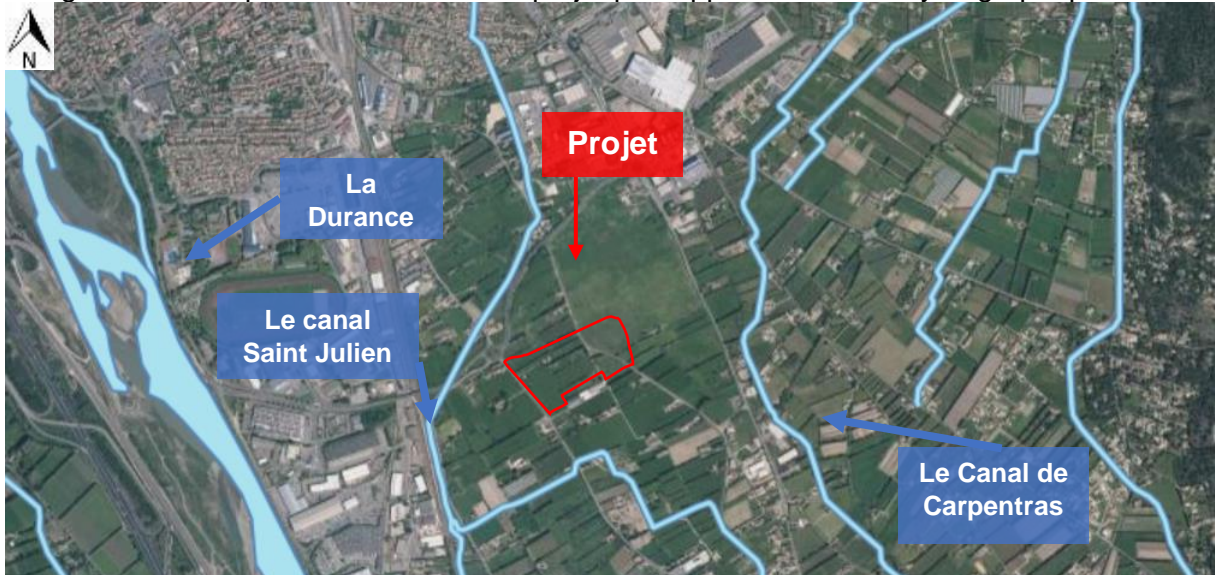 N
Projet
La
Durance
Le canal
Saint Julien
Le Canal de
Carpentras